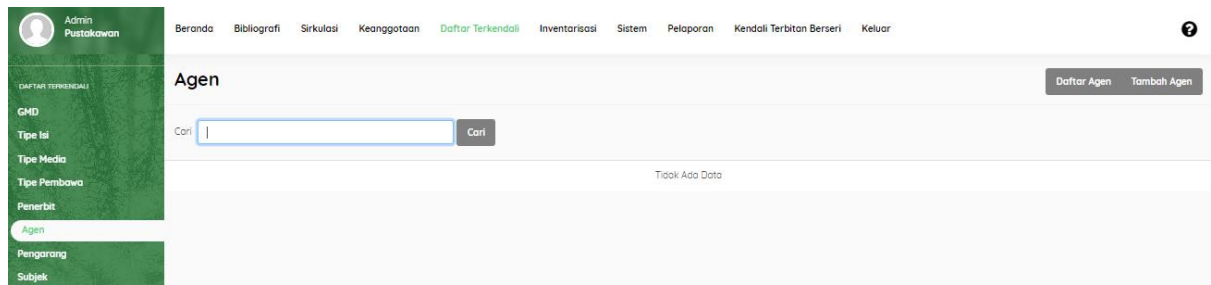 Admin
Pustakawan
Beranda Bibliografi Sirkulasi Keanggotaan Daftar Terkendali Inventarisasi Sistem Pelaporan Kendali Terbitan Berseri Keluar
DAFTAR TERKENDALI
GMD
Tipe Isi
Tipe Media
Tipe Pembawa
Penerbit
Agen
Pengarang
Subjek
Agen
Daftar Agen Tambah Agen
Cari Cari
Tidak Ada Data